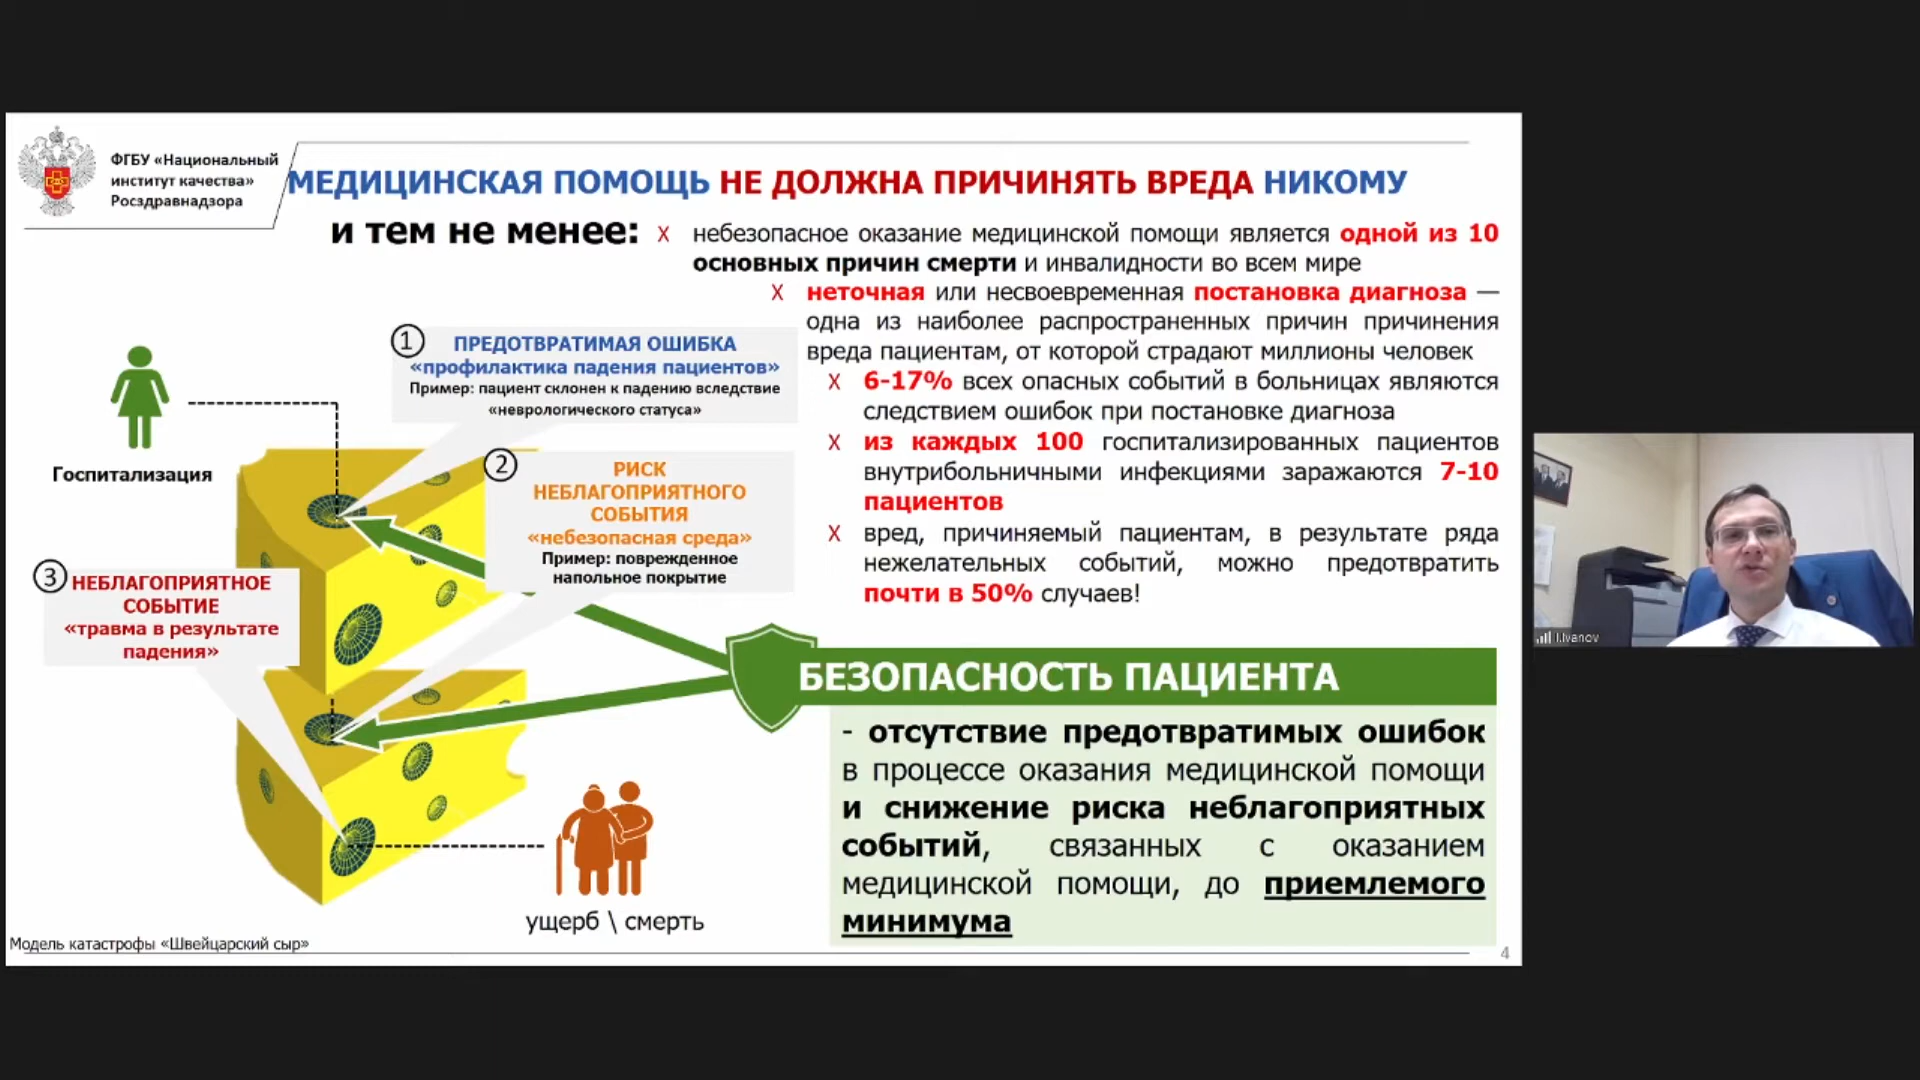 ФГБУ «Национальный
институт качества»
Росздравнадзора
МЕДИЦИНСКАЯ ПОМОЩЬ НЕ ДОЛЖНА ПРИЧИНЯТЬ ВРЕДА НИКОМУ
и тем не менее:
X небезопасное оказание медицинской помощи является одной из 10
основных причин смерти и инвалидности во всем мире
X неточная или несвоевременная постановка диагноза —
одна из наиболее распространенных причин причинения
вреда пациентам, от которой страдают миллионы человек
X 6-17% всех опасных событий в больницах являются
следствием ошибок при постановке диагноза
X из каждых 100 госпитализированных пациентов
внутрибольничными инфекциями заражаются 7-10
пациентов
X вред, причиняемый пациентам, в результате ряда
нежелательных событий, можно предотвратить
почти в 50% случаев!
Госпитализация
1
ПРЕДОТВРАТИМАЯ ОШИБКА
«профилактика падения пациентов»
Пример: пациент склонен к падению вследствие
«неврологического статуса»
2
РИСК
НЕБЛАГОПРИЯТНОГО
СОБЫТИЯ
«небезопасная среда»
Пример: поврежденное
напольное покрытие
3
НЕБЛАГОПРИЯТНОЕ
СОБЫТИЕ
«травма в результате
падения»
БЕЗОПАСНОСТЬ ПАЦИЕНТА
- отсутствие предотвратимых ошибок
в процессе оказания медицинской помощи
и снижение риска неблагоприятных
событий, связанных с оказанием
медицинской помощи, до приемлемого
минимума
ущерб \ смерть
Модель катастрофы «Швейцарский сыр»
4
I.Ivanov